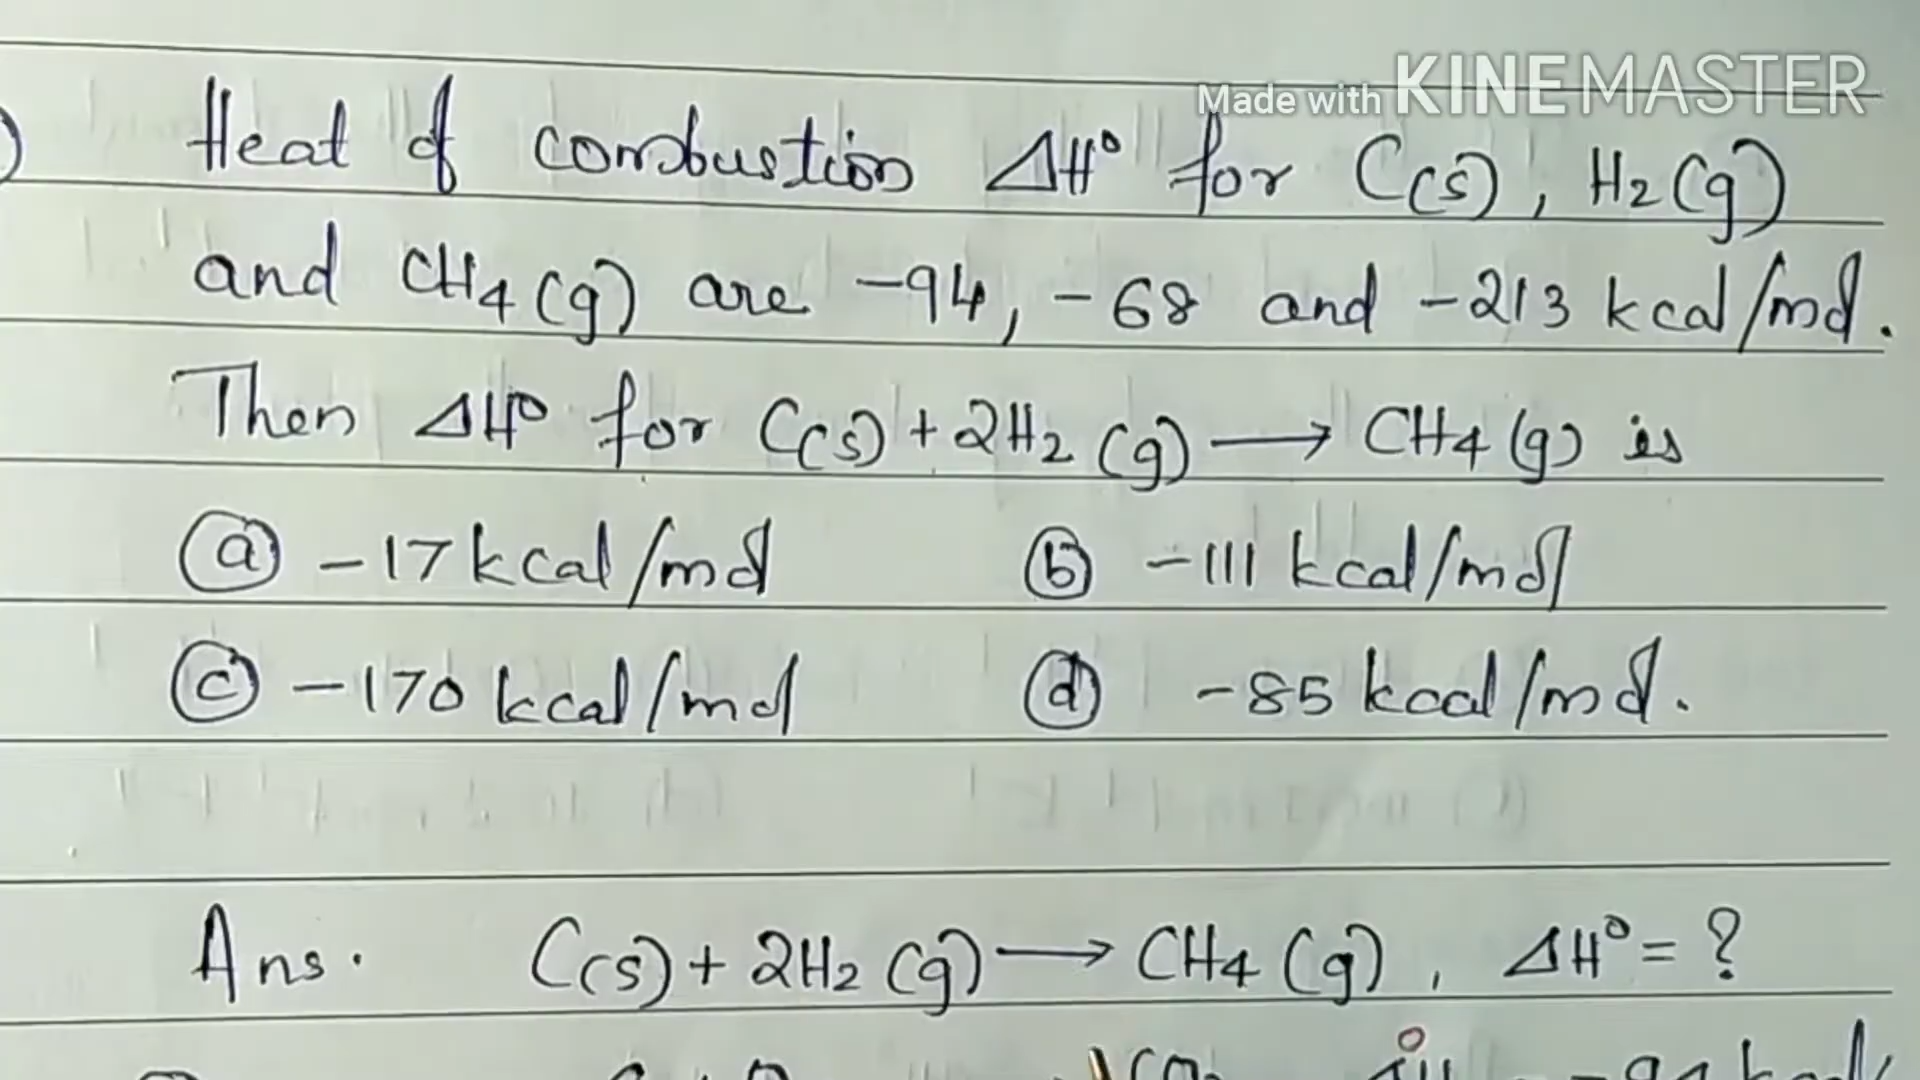 Made with KINEMASTER
Heat of combustion ΔH° for C(s), H2(g)
and CH4(g) are -94, -68 and -213 kcal/mol.
Then ΔH° for C(s) + 2H2(g) ⟶ CH4(g) is
(a) -17 kcal/mol (b) -111 kcal/mol
(c) -170 kcal/mol (d) -85 kcal/mol.
Ans. C(s) + 2H2(g) ⟶ CH4(g), ΔH° = ?